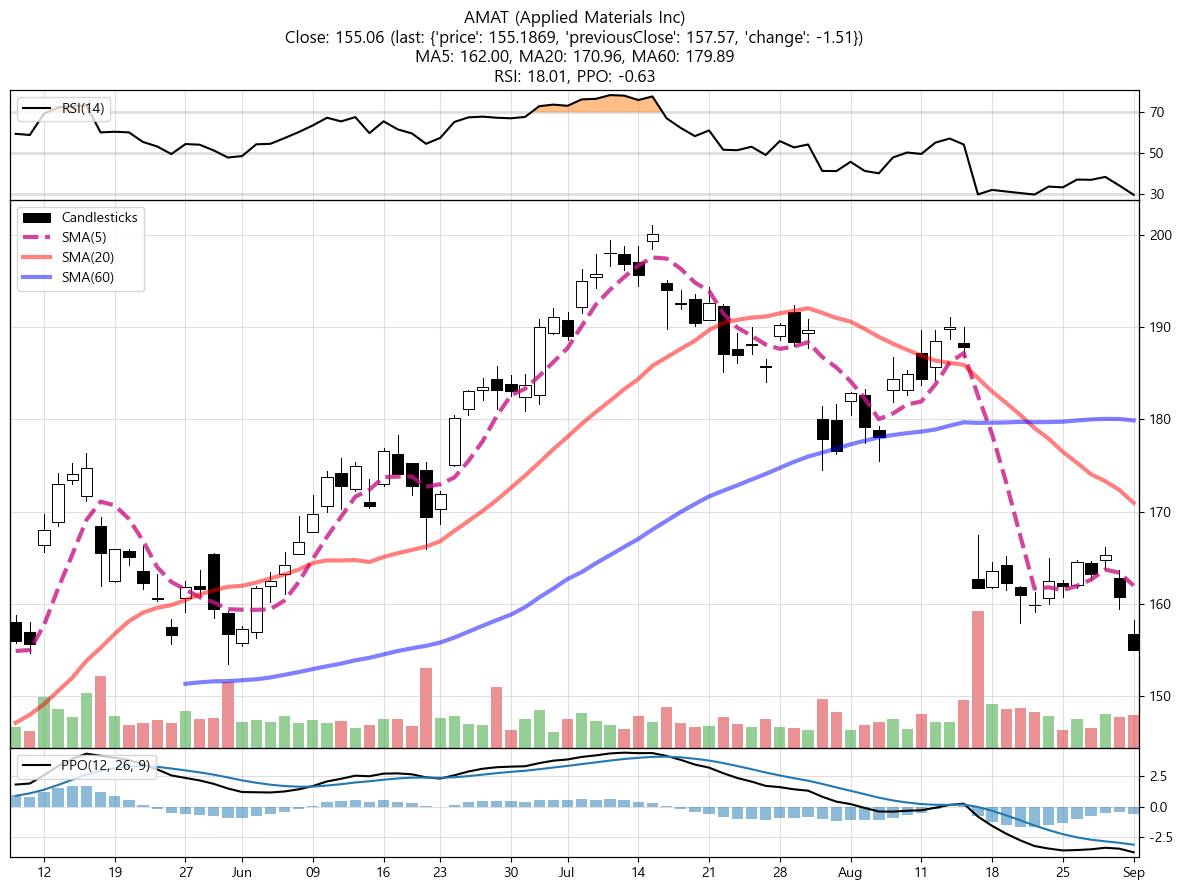 AMAT (Applied Materials Inc)
Close: 155.06 (last: {'price': 155.1869, 'previousClose': 157.57, 'change': -1.51})
MA5: 162.00, MA20: 170.96, MA60: 179.89
RSI: 18.01, PPO: -0.63
RSI(14)
70
50
30
Candlesticks
SMA(5)
SMA(20)
SMA(60)
200
190
180
170
160
150
PPO(12, 26, 9)
2.5
0.0
-2.5
12 19 27 Jun 09 16 23 30 Jul 14 21 28 Aug 11 18 25 Sep